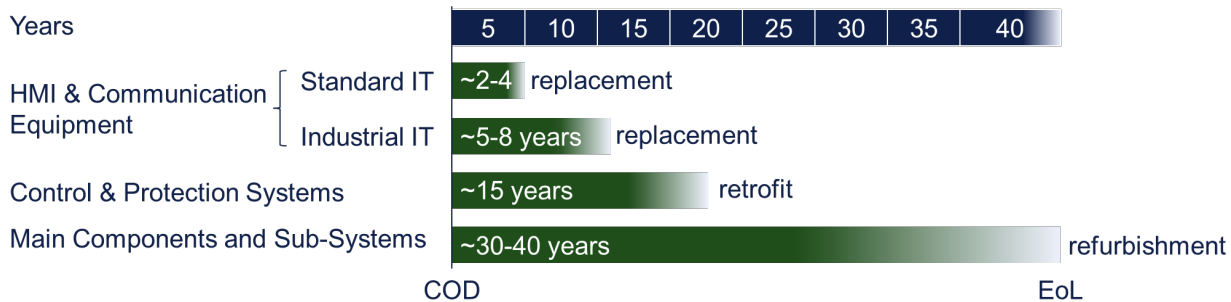 Years 5 10 15 20 25 30 35 40
HMI & Communication
Equipment
Standard IT ~2-4 replacement
Industrial IT ~5-8 years replacement
Control & Protection Systems ~15 years retrofit
Main Components and Sub-Systems ~30-40 years refurbishment
COD EoL